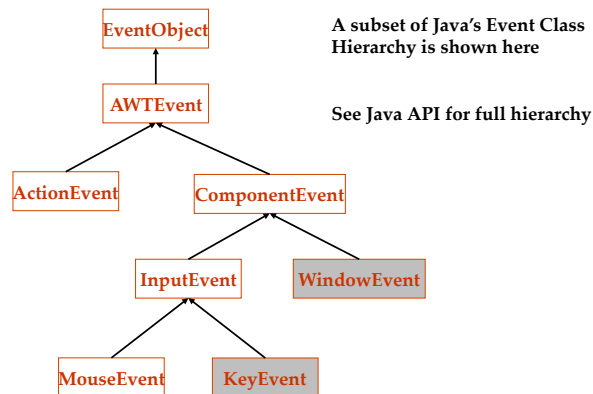 EventObject
A subset of Java's Event Class
Hierarchy is shown here
AWTEvent
See Java API for full hierarchy
ActionEvent
ComponentEvent
InputEvent
WindowEvent
MouseEvent
KeyEvent